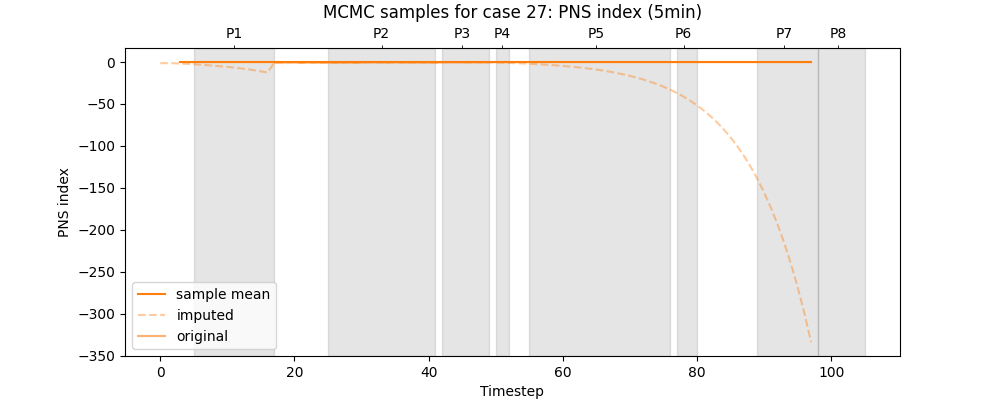 MCMC samples for case 27: PNS index (5min)
P1 P2 P3 P4 P5 P6 P7 P8
0
−50
−100
−150
−200
−250
−300
−350
PNS index
sample mean
imputed
original
0 20 40 60 80 100
Timestep